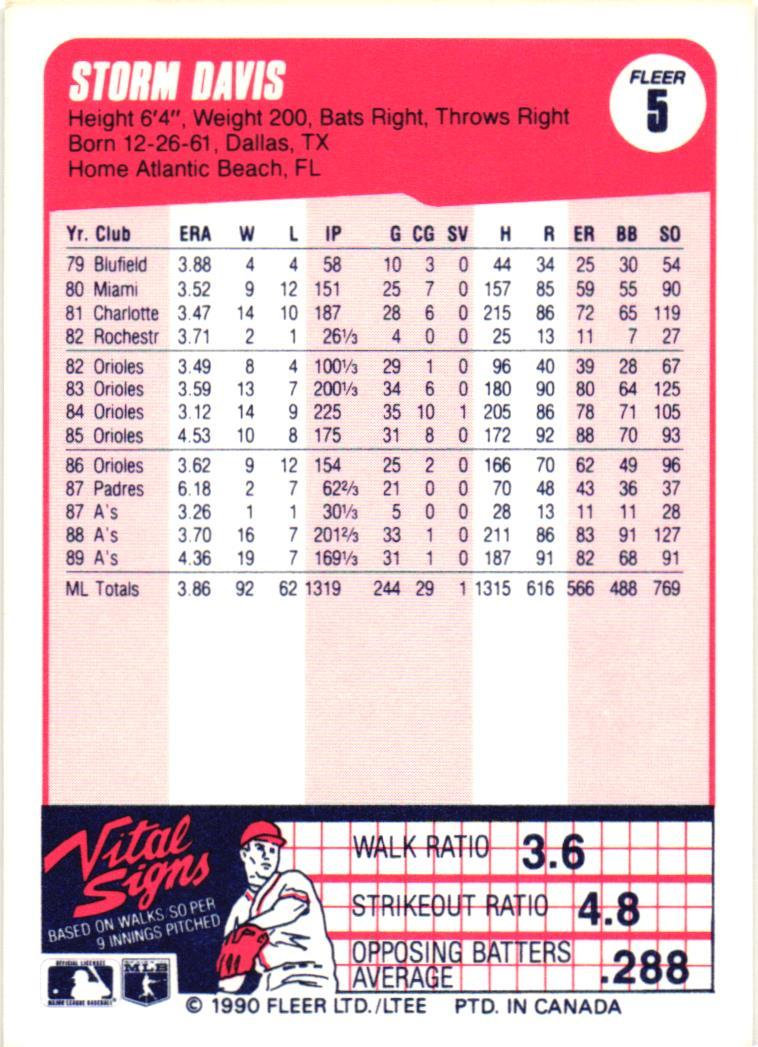 STORM DAVIS
FLEER
5
Height 6'4", Weight 200, Bats Right, Throws Right
Born 12-26-61, Dallas, TX
Home Atlantic Beach, FL
Yr. Club ERA W L IP G CG SV H R ER BB SO
79 Blufield 3.88 4 4 58 10 3 0 44 34 25 30 54
80 Miami 3.52 9 12 151 25 7 0 157 85 59 55 90
81 Charlotte 3.47 14 10 187 28 6 0 215 86 72 65 119
82 Rochestr 3.71 2 1 26⅓ 4 0 0 25 13 11 7 27
82 Orioles 3.49 8 4 100⅓ 29 1 0 96 40 39 28 67
83 Orioles 3.59 13 7 200⅓ 34 6 0 180 90 80 64 125
84 Orioles 3.12 14 9 225 35 10 1 205 86 78 71 105
85 Orioles 4.53 10 8 175 31 8 0 172 92 88 70 93
86 Orioles 3.62 9 12 154 25 2 0 166 70 62 49 96
87 Padres 6.18 2 7 62⅔ 21 0 0 70 48 43 36 37
87 A's 3.26 1 1 30⅓ 5 0 0 28 13 11 11 28
88 A's 3.70 16 7 201⅔ 33 1 0 211 86 83 91 127
89 A's 4.36 19 7 169⅓ 31 1 0 187 91 82 68 91
ML Totals 3.86 92 62 1319 244 29 1 1315 616 566 488 769
Vital
Signs
BASED ON WALKS/SO PER
9 INNINGS PITCHED
WALK RATIO 3.6
STRIKEOUT RATIO 4.8
OPPOSING BATTERS
AVERAGE .288
OFFICIAL LICENSEE
MAJOR LEAGUE BASEBALL
MLB
© 1990 FLEER LTD./LTEE PTD. IN CANADA